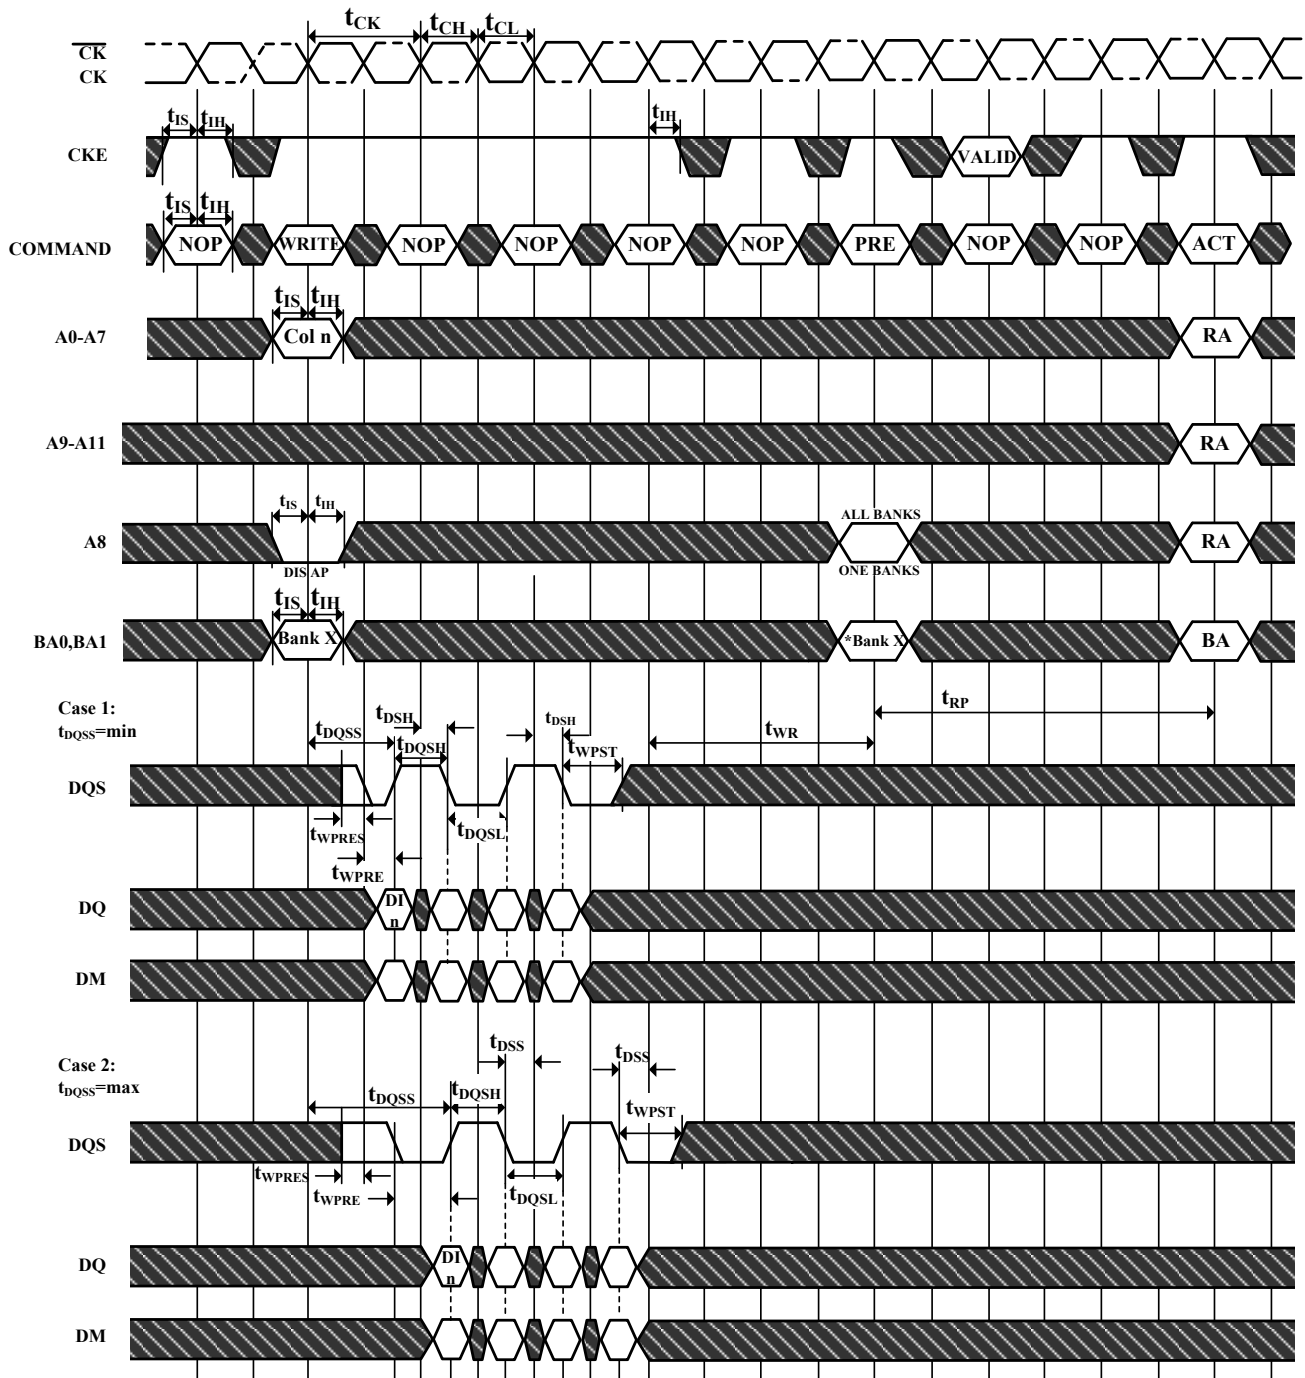 tCK tCH tCL
CK
CK
tIS tIH tIH
CKE VALID
tIS tIH
COMMAND NOP WRITE NOP NOP NOP NOP PRE NOP NOP ACT
tIS tIH
A0-A7 Col n RA
A9-A11 RA
tIS tIH ALL BANKS
A8 RA
DIS AP ONE BANKS
tIS tIH
BA0,BA1 Bank X *Bank X BA
Case 1:
tDQSS=min
tDQSS tDSH tDSH tWR tRP
tDQSH tWPST
DQS
tWPRES tDQSL
tWPRE
DQ DI
n
DM
Case 2:
tDQSS=max
tDSS tDSS
tDQSS tDQSH tWPST
DQS
tWPRES
tWPRE tDQSL
DQ DI
n
DM